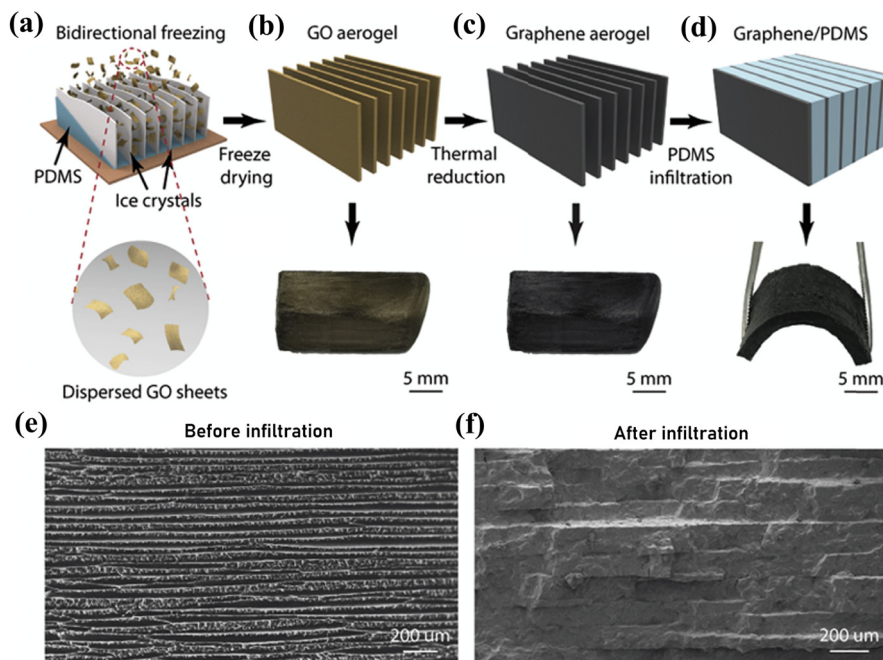 (a)
Bidirectional freezing
(b)
GO aerogel
(c)
Graphene aerogel
(d)
Graphene/PDMS
PDMS
Ice crystals
Freeze
drying
Thermal
reduction
PDMS
infiltration
Dispersed GO sheets
5 mm
5 mm
5 mm
(e)
Before infiltration
(f)
After infiltration
200 um
200 um